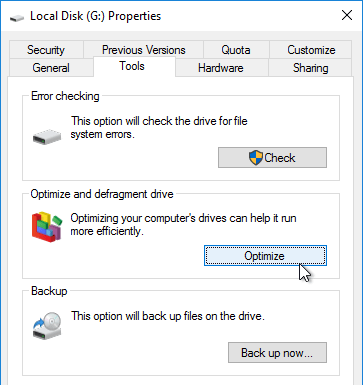 Local Disk (G:) Properties
Security Previous Versions Quota Customize
General Tools Hardware Sharing
Error checking
This option will check the drive for file
system errors.
Check
Optimize and defragment drive
Optimizing your computer's drives can help it run
more efficiently.
Optimize
Backup
This option will back up files on the drive.
Back up now...